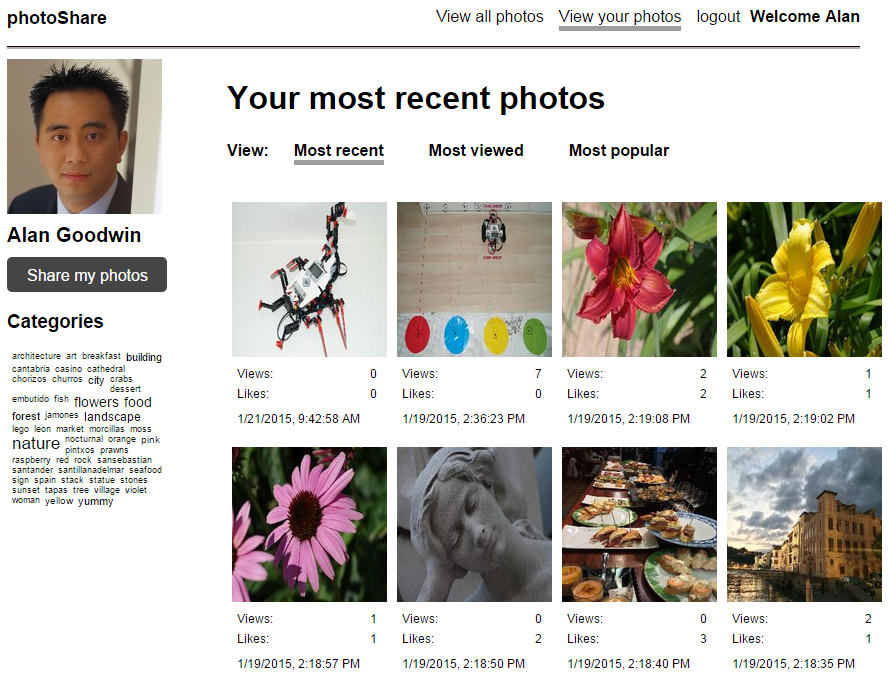 photoShare View all photos View your photos logout Welcome Alan
Your most recent photos
View: Most recent Most viewed Most popular
Alan Goodwin
Share my photos
Categories
architecture art breakfast building
cantabria casino cathedral
chorizos churros city crabs
dessert
embutido fish flowers food
forest jamones landscape
lego leon market morcillas moss
nature nocturnal orange pink
pintxos prawns
raspberry red rock sansebastian
santander santillanadelmar seafood
sign spain stack statue stones
sunset tapas tree village violet
woman yellow yummy
Views: 0 Views: 7 Views: 2 Views: 1
Likes: 0 Likes: 0 Likes: 2 Likes: 1
1/21/2015, 9:42:58 AM 1/19/2015, 2:36:23 PM 1/19/2015, 2:19:08 PM 1/19/2015, 2:19:02 PM
Views: 1 Views: 0 Views: 0 Views: 2
Likes: 1 Likes: 2 Likes: 3 Likes: 1
1/19/2015, 2:18:57 PM 1/19/2015, 2:18:50 PM 1/19/2015, 2:18:40 PM 1/19/2015, 2:18:35 PM